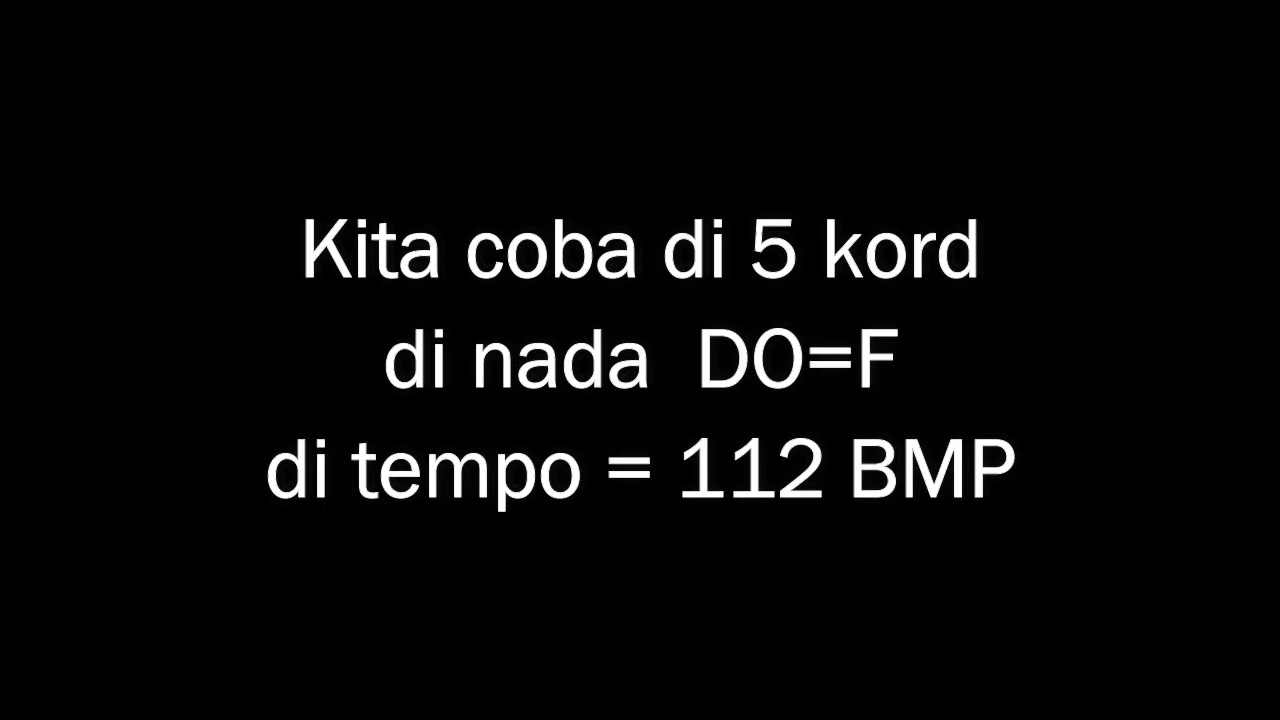 Kita coba di 5 kord
di nada DO=F
di tempo = 112 BMP